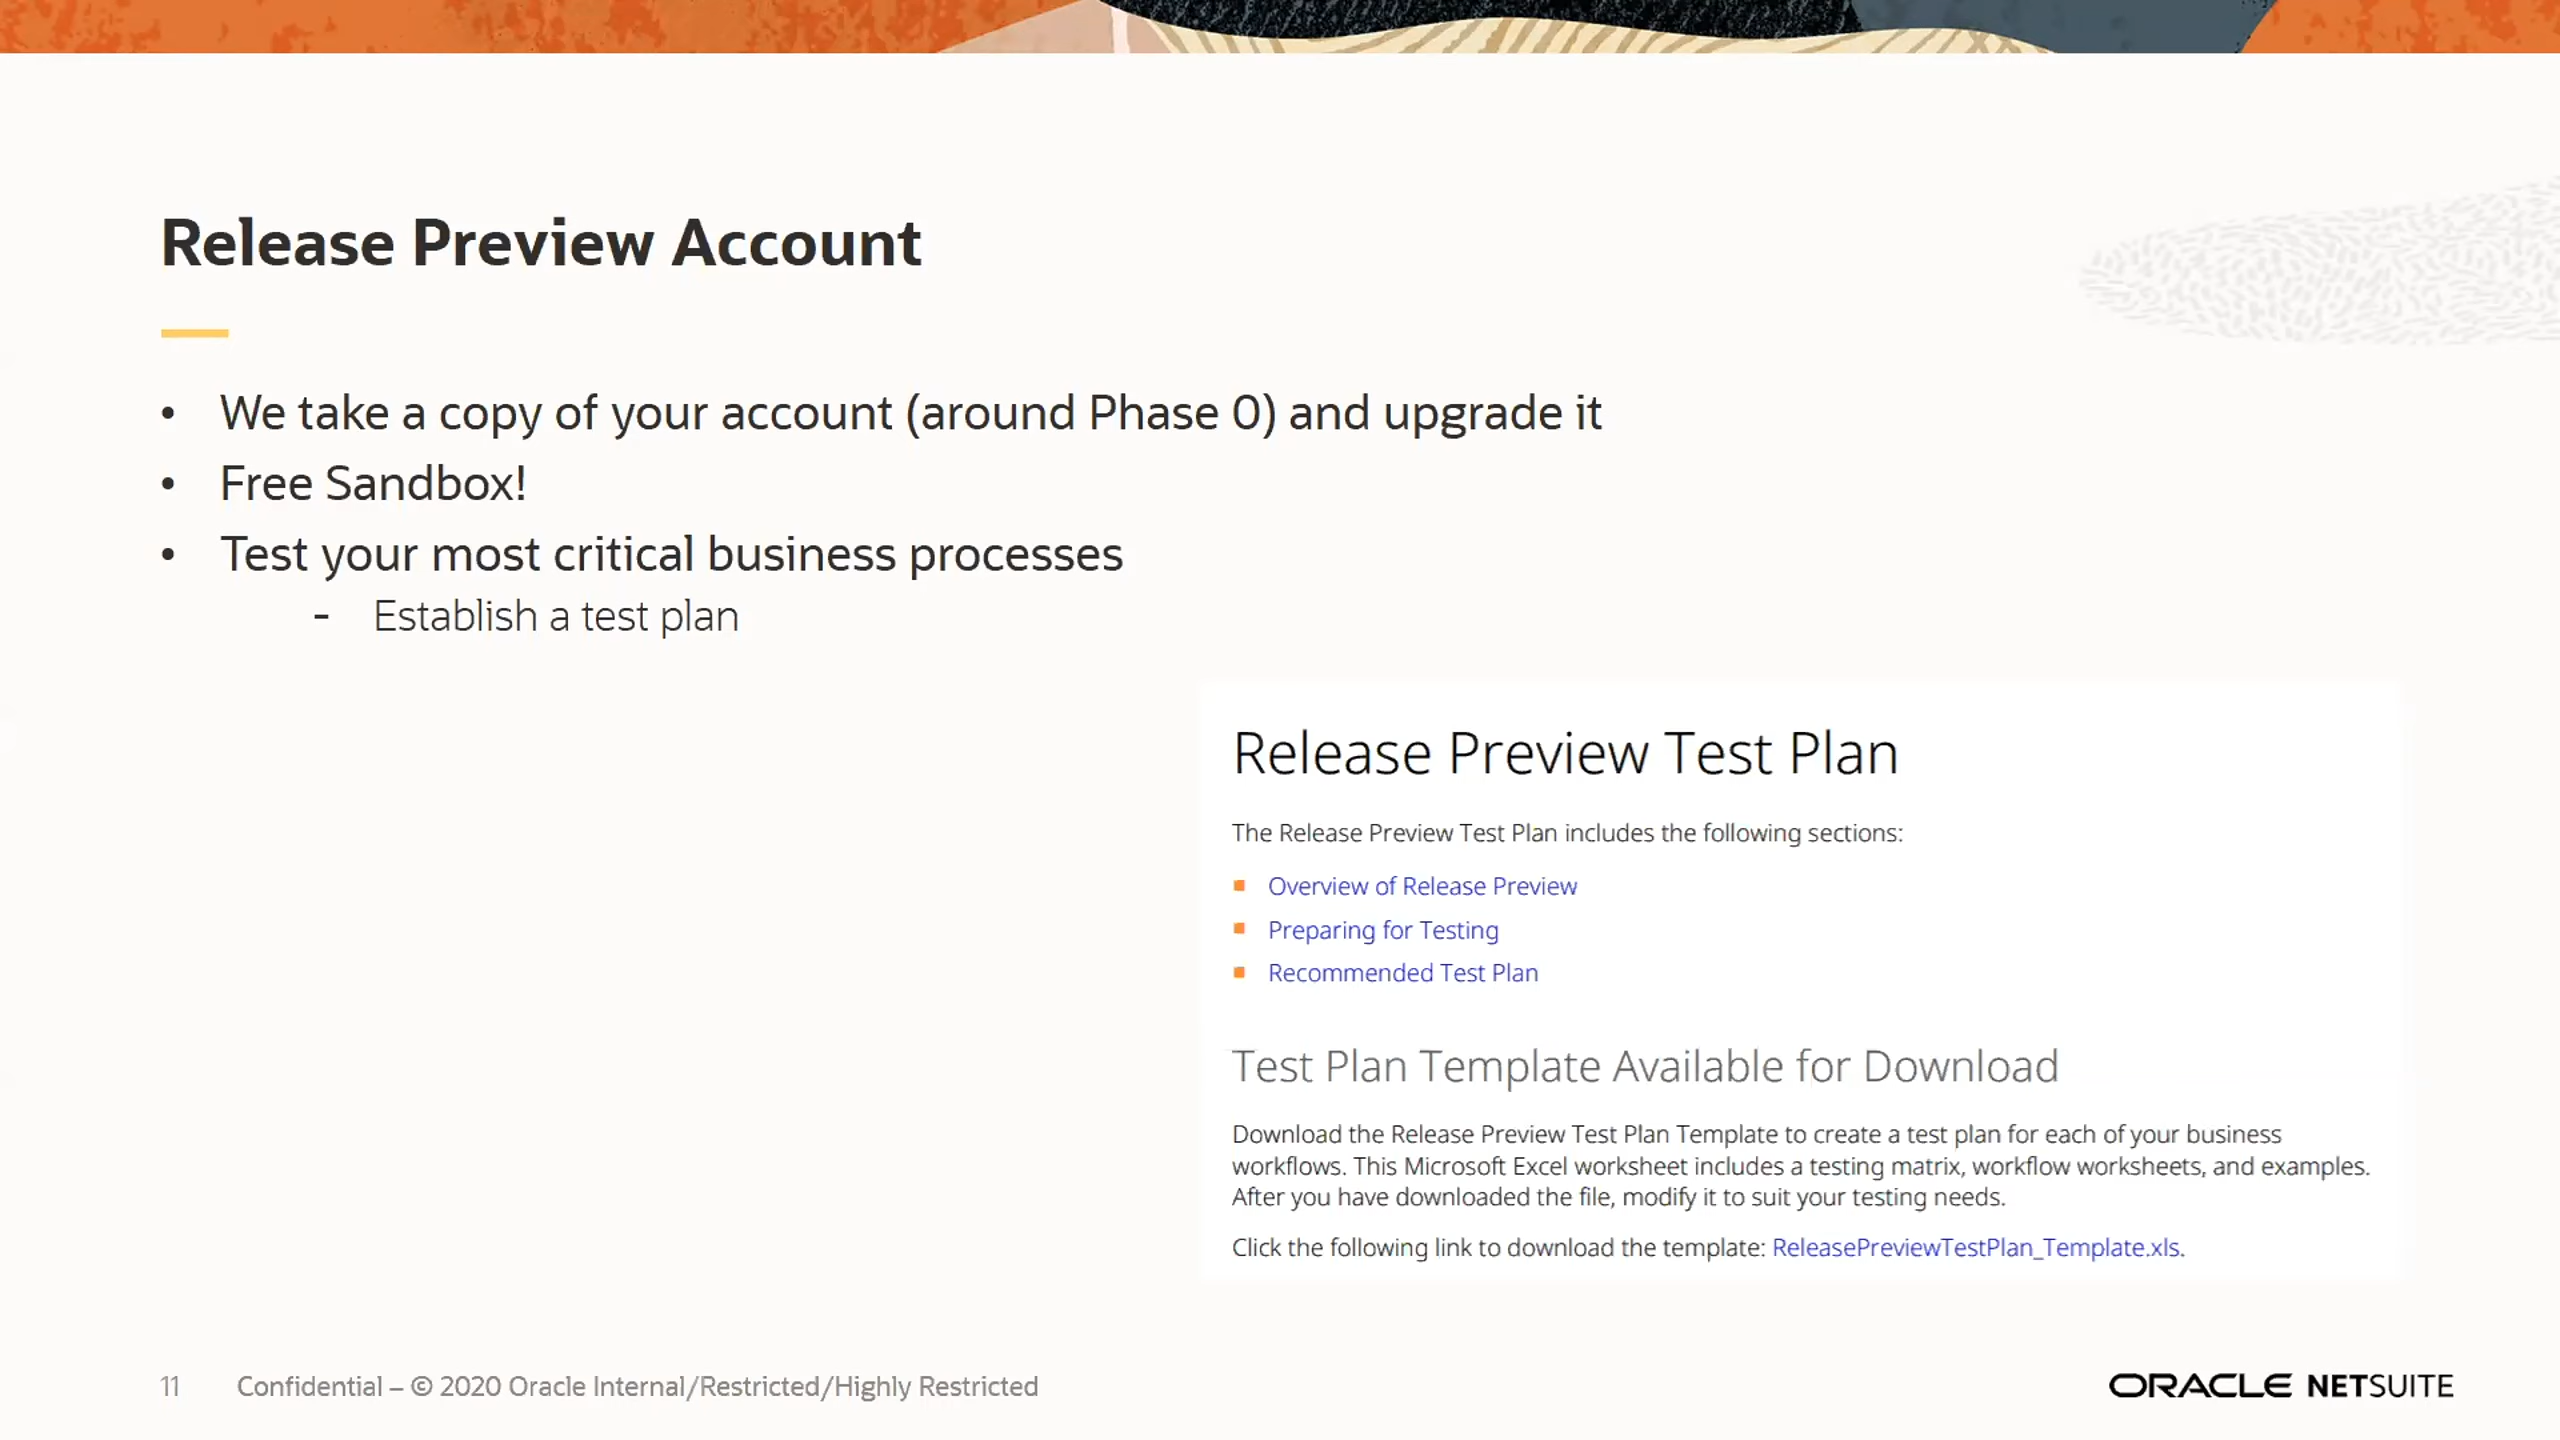 Release Preview Account
• We take a copy of your account (around Phase 0) and upgrade it
• Free Sandbox!
• Test your most critical business processes
- Establish a test plan
Release Preview Test Plan
The Release Preview Test Plan includes the following sections:
Overview of Release Preview
Preparing for Testing
Recommended Test Plan
Test Plan Template Available for Download
Download the Release Preview Test Plan Template to create a test plan for each of your business
workflows. This Microsoft Excel worksheet includes a testing matrix, workflow worksheets, and examples.
After you have downloaded the file, modify it to suit your testing needs.
Click the following link to download the template: ReleasePreviewTestPlan_Template.xls.
11 Confidential – © 2020 Oracle Internal/Restricted/Highly Restricted
ORACLE NETSUITE